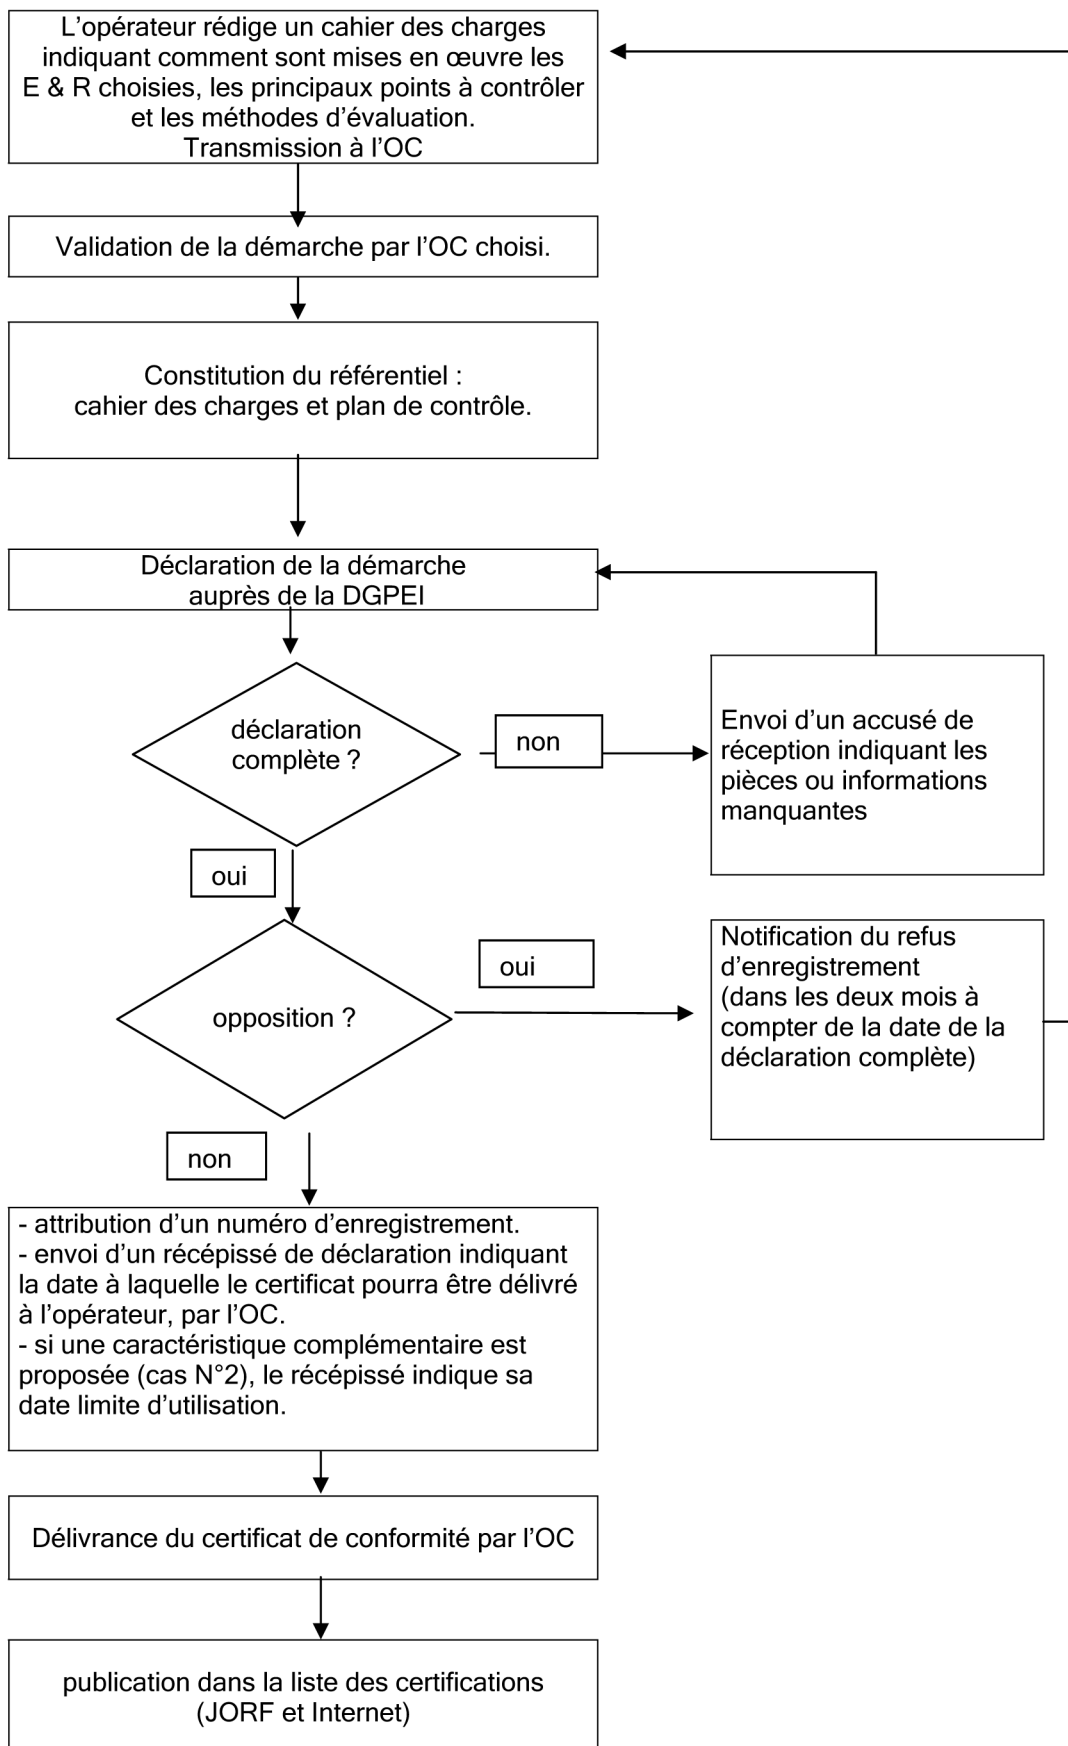 L’opérateur rédige un cahier des charges
indiquant comment sont mises en œuvre les
E & R choisies, les principaux points à contrôler
et les méthodes d’évaluation.
Transmission à l’OC
Validation de la démarche par l’OC choisi.
Constitution du référentiel :
cahier des charges et plan de contrôle.
Déclaration de la démarche
auprès de la DGPEI
déclaration
complète ?
non
Envoi d’un accusé de
réception indiquant les
pièces ou informations
manquantes
oui
opposition ?
oui
Notification du refus
d’enregistrement
(dans les deux mois à
compter de la date de la
déclaration complète)
non
- attribution d’un numéro d’enregistrement.
- envoi d’un récépissé de déclaration indiquant
la date à laquelle le certificat pourra être délivré
à l’opérateur, par l’OC.
- si une caractéristique complémentaire est
proposée (cas N°2), le récépissé indique sa
date limite d’utilisation.
Délivrance du certificat de conformité par l’OC
publication dans la liste des certifications
(JORF et Internet)